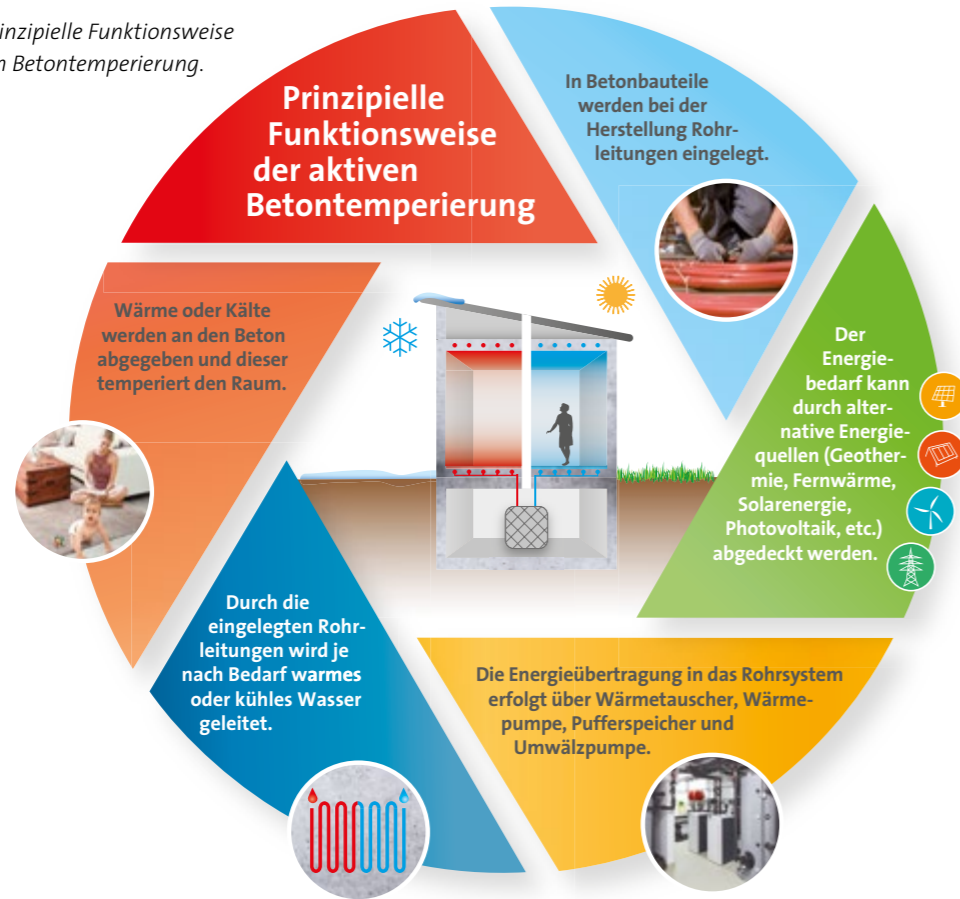 inzipielle Funktionsweise
n Betontemperierung.
Prinzipielle
Funktionsweise
der aktiven
Betontemperierung
In Betonbauteile
werden bei der
Herstellung Rohr-
leitungen eingelegt.
Der
Energie-
bedarf kann
durch alter-
native Energie-
quellen (Geother-
mie, Fernwärme,
Solarenergie,
Photovoltaik, etc.)
abgedeckt werden.
Die Energieübertragung in das Rohrsystem
erfolgt über Wärmetauscher, Wärme-
pumpe, Pufferspeicher und
Umwälzpumpe.
Durch die
eingelegten Rohr-
leitungen wird je
nach Bedarf warmes
oder kühles Wasser
geleitet.
Wärme oder Kälte
werden an den Beton
abgegeben und dieser
temperiert den Raum.